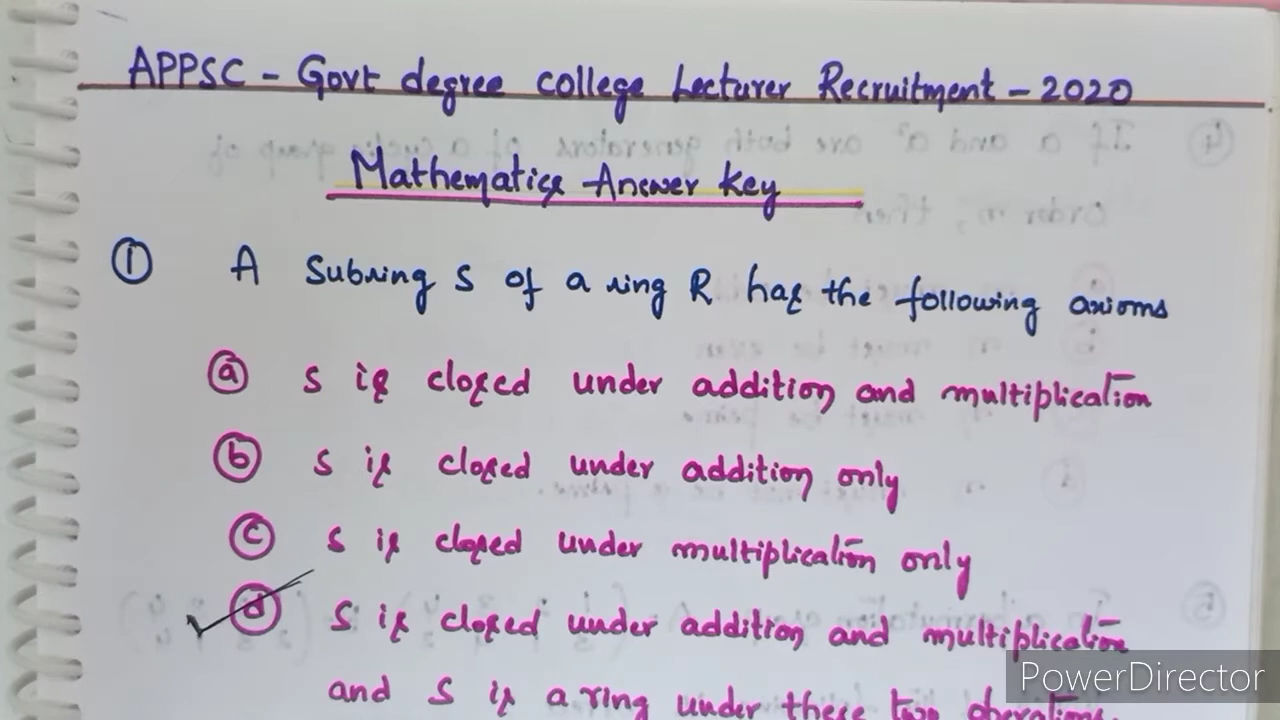 APPSC - Govt degree college Lecturer Recruitment - 2020
Mathematics Answer key
① A Subring S of a ring R has the following axioms
ⓐ S is closed under addition and multiplication
ⓑ S is closed under addition only
ⓒ S is closed under multiplication only
ⓓ S is closed under addition and multiplication
and S is a ring under these two operations.
PowerDirector